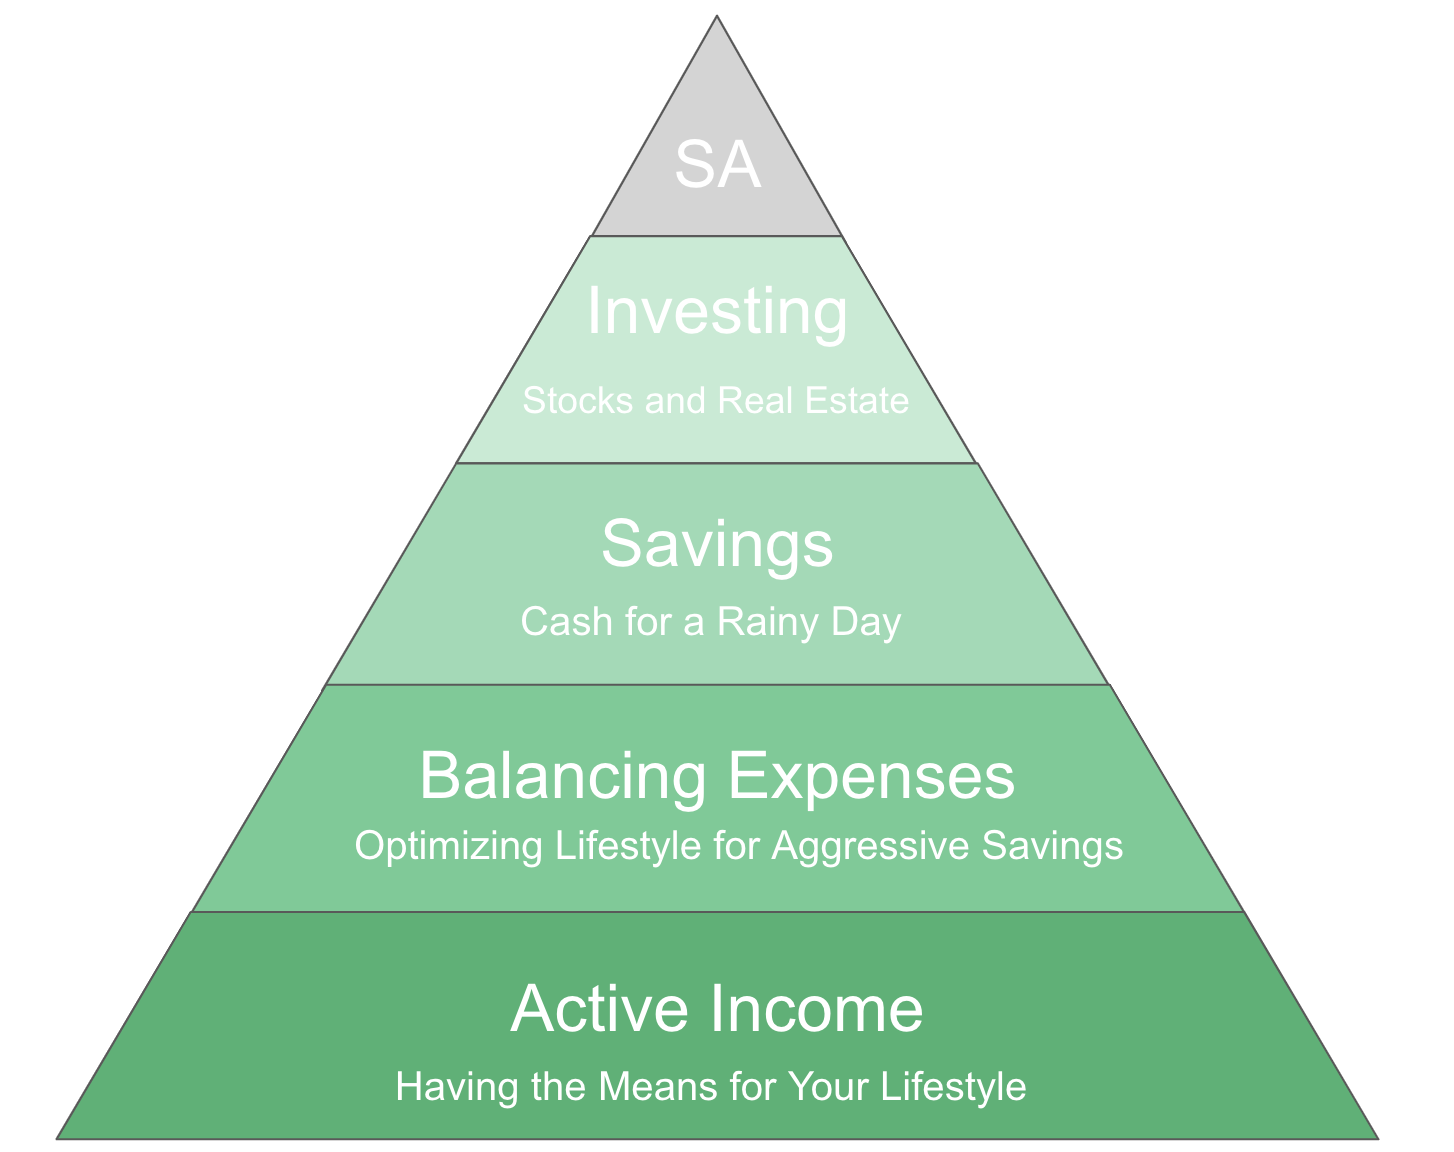 SA
Investing
Stocks and Real Estate
Savings
Cash for a Rainy Day
Balancing Expenses
Optimizing Lifestyle for Aggressive Savings
Active Income
Having the Means for Your Lifestyle